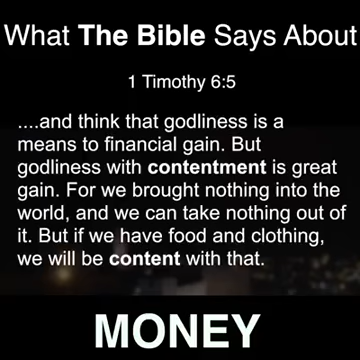 What The Bible Says About
1 Timothy 6:5
....and think that godliness is a
means to financial gain. But
godliness with contentment is great
gain. For we brought nothing into the
world, and we can take nothing out of
it. But if we have food and clothing,
we will be content with that.
MONEY